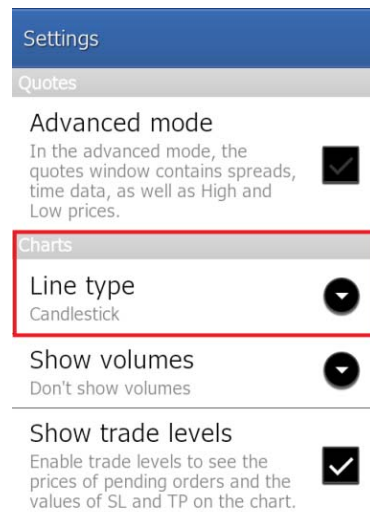 Settings
Quotes
Advanced mode
In the advanced mode, the
quotes window contains spreads,
time data, as well as High and
Low prices.
Charts
Line type
Candlestick
Show volumes
Don't show volumes
Show trade levels
Enable trade levels to see the
prices of pending orders and the
values of SL and TP on the chart.